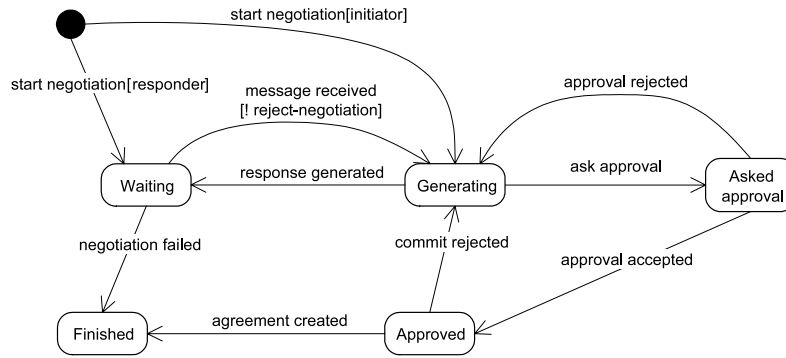 start negotiation[initiator]
start negotiation[responder]
message received
[! reject-negotiation]
approval rejected
Waiting
response generated
Generating
ask approval
Asked
approval
negotiation failed
commit rejected
approval accepted
Finished
agreement created
Approved